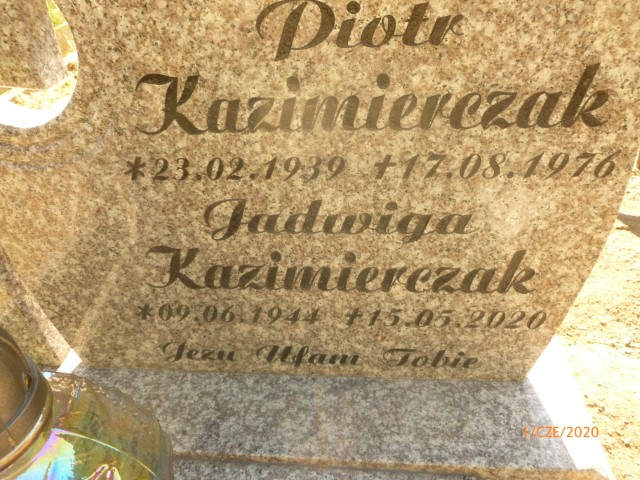 Piotr
Kazimierczak
*23.02.1939 †17.08.1976
Jadwiga
Kazimierczak
*09.06.1944 †15.05.2020
Jezu Ufam Tobie
/CZE/2020